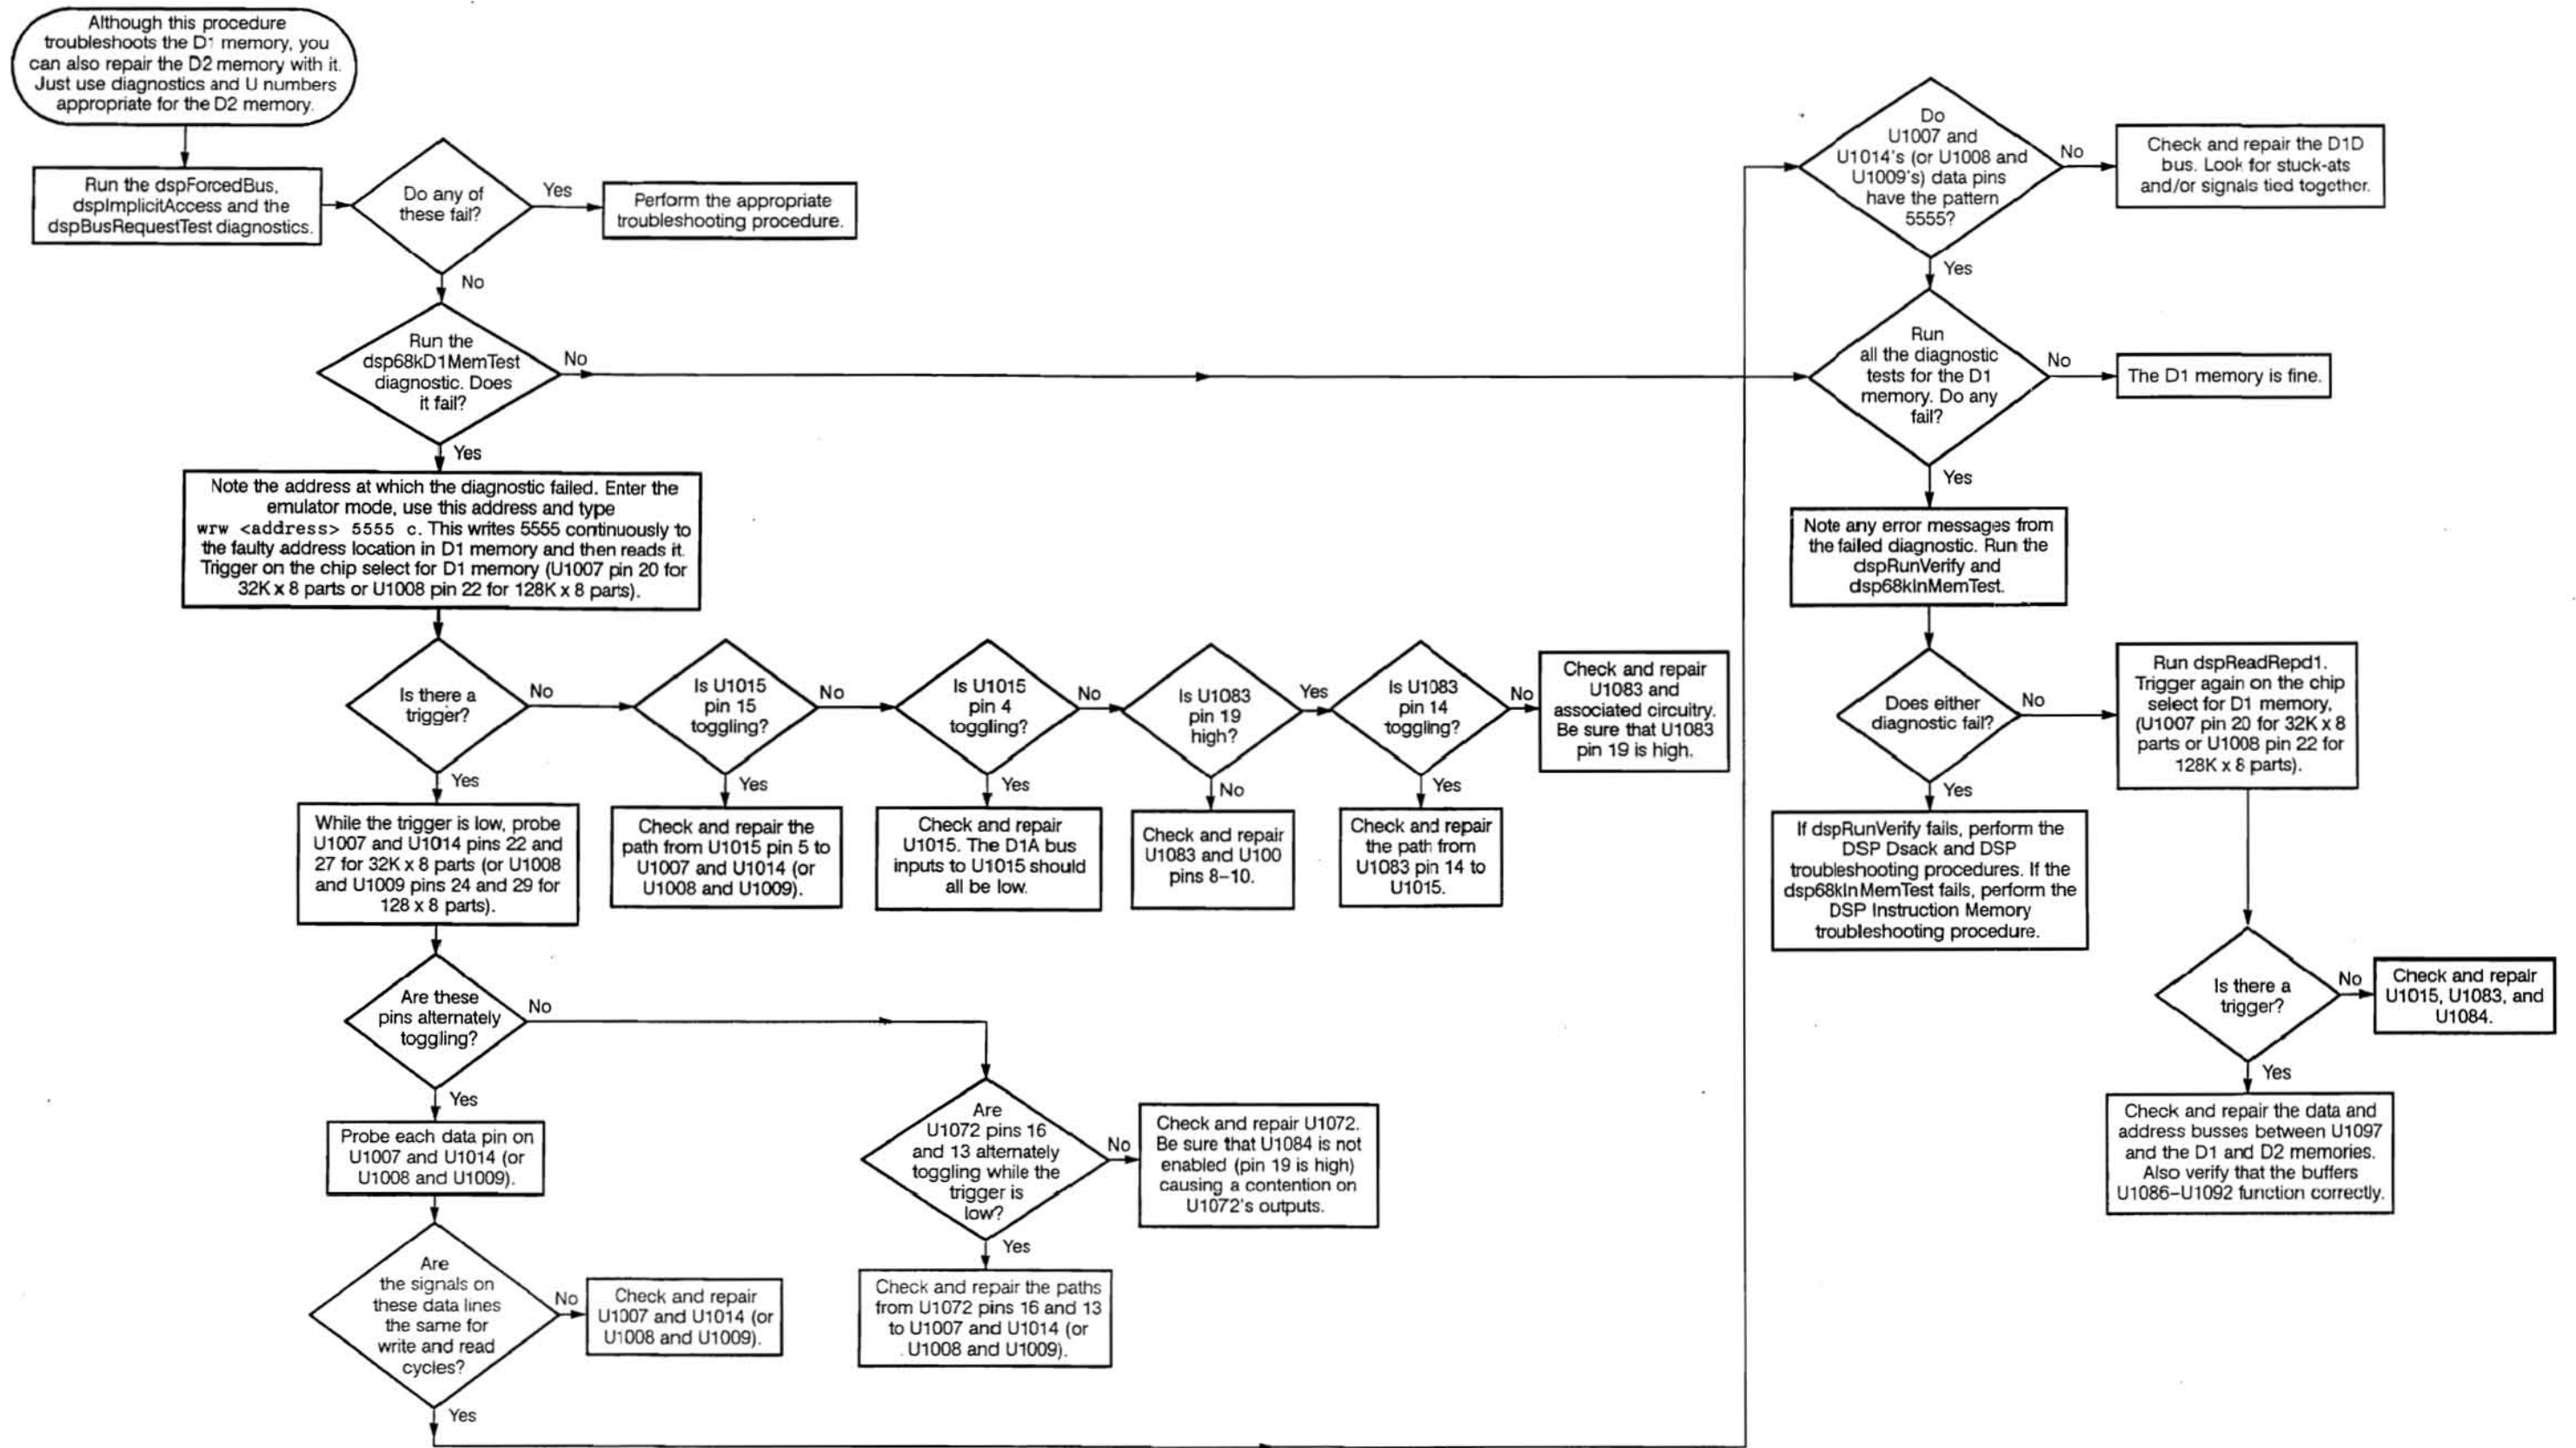 Although this procedure
troubleshoots the D1 memory, you
can also repair the D2 memory with it.
Just use diagnostics and U numbers
appropriate for the D2 memory.
Run the dspForcedBus,
dspImplicitAccess and the
dspBusRequestTest diagnostics.
Do any of
these fail?
Yes
Perform the appropriate
troubleshooting procedure.
No
Run the
dsp68kD1MemTest
diagnostic. Does
it fail?
No
Yes
Note the address at which the diagnostic failed. Enter the
emulator mode, use this address and type
wrw <address> 5555 c. This writes 5555 continuously to
the faulty address location in D1 memory and then reads it.
Trigger on the chip select for D1 memory (U1007 pin 20 for
32K x 8 parts or U1008 pin 22 for 128K x 8 parts).
Is there a
trigger?
No
Is U1015
pin 15
toggling?
No
Is U1015
pin 4
toggling?
No
Is U1083
pin 19
high?
Yes
Is U1083
pin 14
toggling?
No
Check and repair
U1083 and
associated circuitry.
Be sure that U1083
pin 19 is high.
Yes
While the trigger is low, probe
U1007 and U1014 pins 22 and
27 for 32K x 8 parts (or U1008
and U1009 pins 24 and 29 for
128 x 8 parts).
Yes
Check and repair the
path from U1015 pin 5 to
U1007 and U1014 (or
U1008 and U1009).
Yes
Check and repair
U1015. The D1A bus
inputs to U1015 should
all be low.
No
Check and repair
U1083 and U100
pins 8–10.
Yes
Check and repair
the path from
U1083 pin 14 to
U1015.
Are these
pins alternately
toggling?
No
Yes
Probe each data pin on
U1007 and U1014 (or
U1008 and U1009).
Are
U1072 pins 16
and 13 alternately
toggling while the
trigger is
low?
No
Check and repair U1072.
Be sure that U1084 is not
enabled (pin 19 is high)
causing a contention on
U1072's outputs.
Yes
Check and repair the paths
from U1072 pins 16 and 13
to U1007 and U1014 (or
U1008 and U1009).
Are
the signals on
these data lines
the same for
write and read
cycles?
No
Check and repair
U1007 and U1014 (or
U1008 and U1009).
Yes
Do
U1007 and
U1014's (or U1008 and
U1009's) data pins
have the pattern
5555?
No
Check and repair the D1D
bus. Look for stuck-ats
and/or signals tied together.
Yes
Run
all the diagnostic
tests for the D1
memory. Do any
fail?
No
The D1 memory is fine.
Yes
Note any error messages from
the failed diagnostic. Run the
dspRunVerify and
dsp68kInMemTest.
Does either
diagnostic fail?
No
Run dspReadRepd1.
Trigger again on the chip
select for D1 memory,
(U1007 pin 20 for 32K x 8
parts or U1008 pin 22 for
128K x 8 parts).
Yes
If dspRunVerify fails, perform the
DSP Dsack and DSP
troubleshooting procedures. If the
dsp68kInMemTest fails, perform the
DSP Instruction Memory
troubleshooting procedure.
Is there a
trigger?
No
Check and repair
U1015, U1083, and
U1084.
Yes
Check and repair the data and
address busses between U1097
and the D1 and D2 memories.
Also verify that the buffers
U1086–U1092 function correctly.